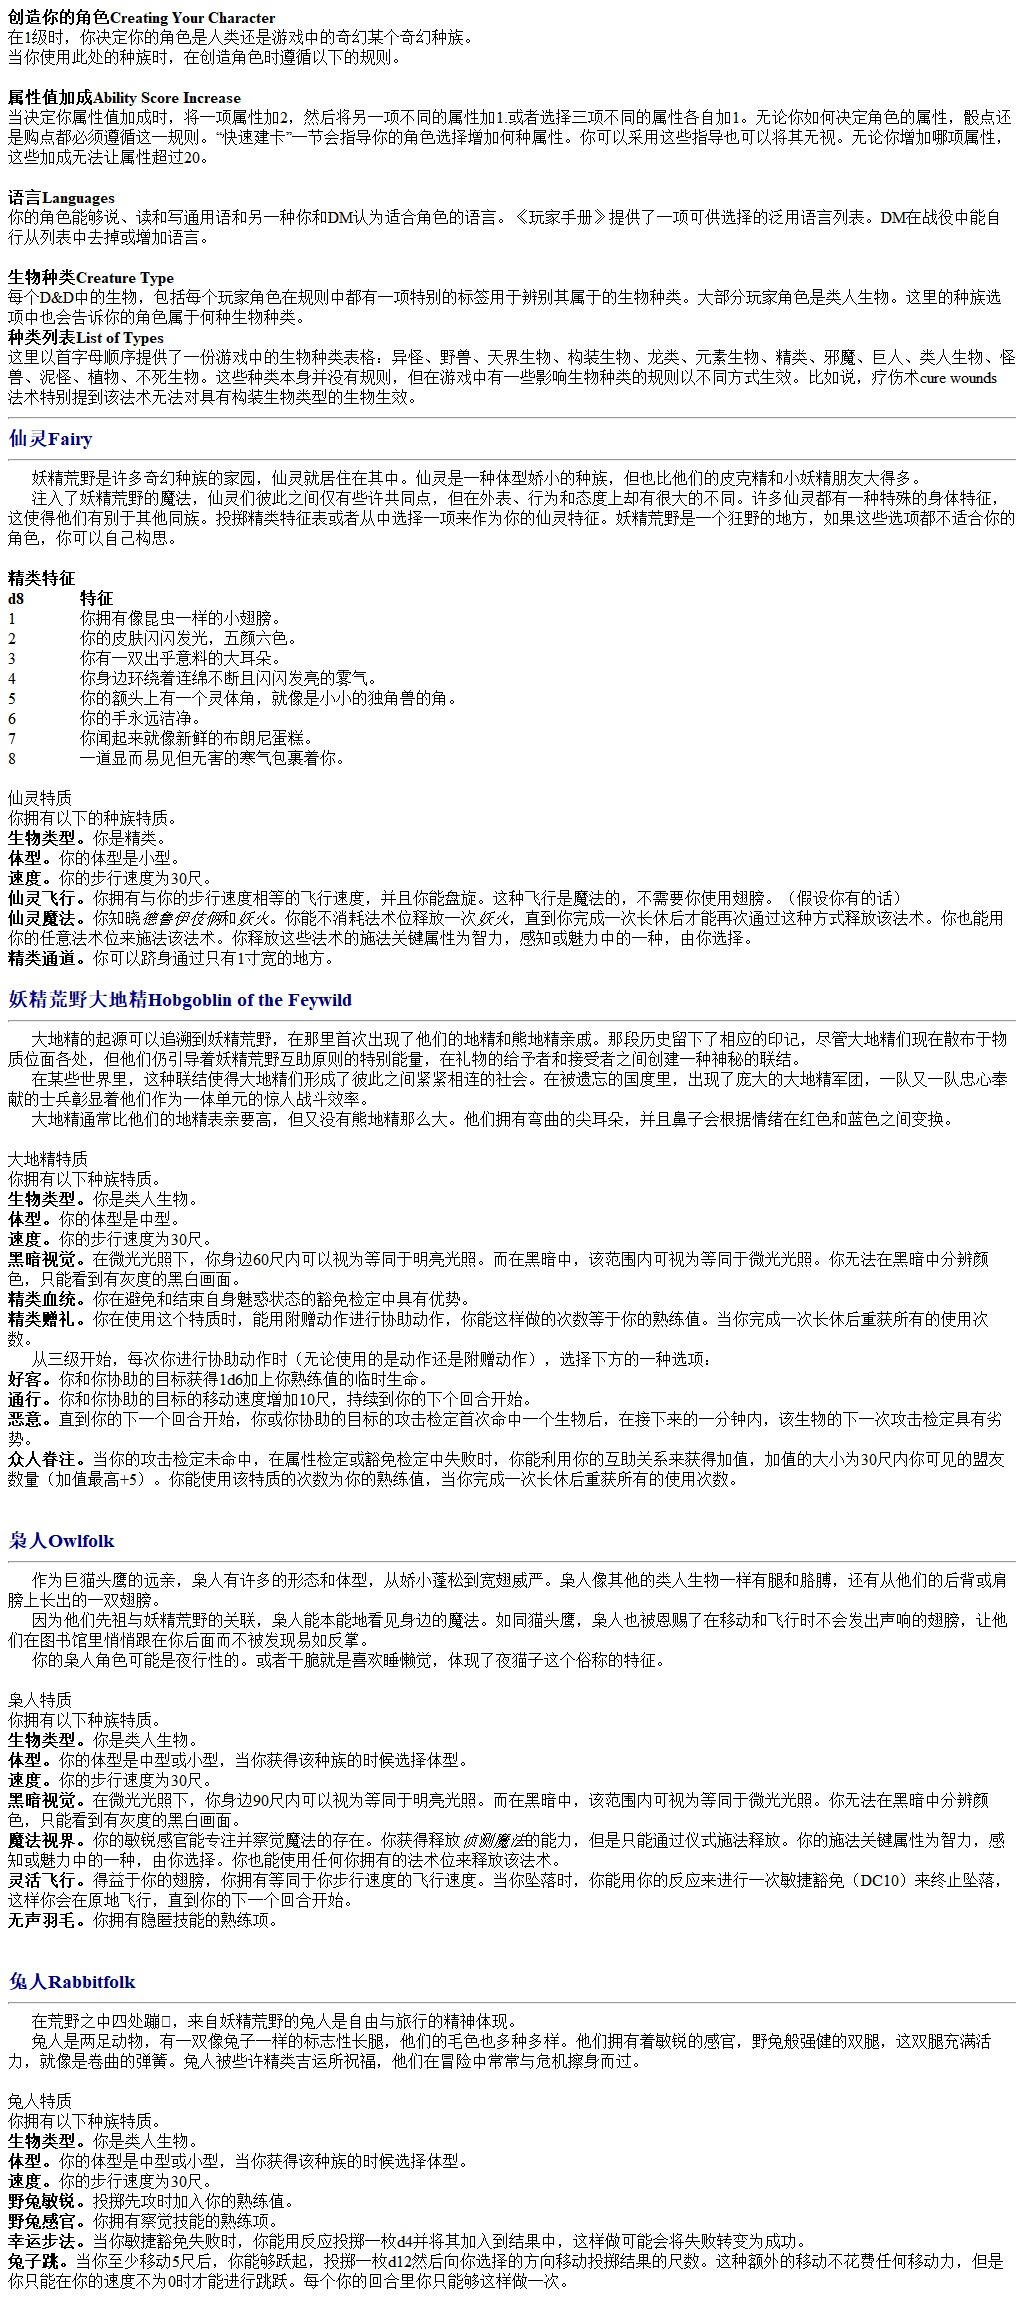 创造你的角色Creating Your Character
在1级时，你决定你的角色是人类还是游戏中的奇幻某个奇幻种族。
当你使用此处的种族时，在创造角色时遵循以下的规则。
属性值加成Ability Score Increase
当决定你属性值加成时，将一项属性加2，然后将另一项不同的属性加1.或者选择三项不同的属性各自加1。无论你如何决定角色的属性，骰点还
是购点都必须遵循这一规则。“快速建卡”一节会指导你的角色选择增加何种属性。你可以采用这些指导也可以将其无视。无论你增加哪项属性，
这些加成无法让属性超过20。
语言Languages
你的角色能够说、读和写通用语和另一种你和DM认为适合角色的语言。《玩家手册》提供了一项可供选择的泛用语言列表。DM在战役中能自
行从列表中去掉或增加语言。
生物种类Creature Type
每个D&D中的生物，包括每个玩家角色在规则中都有一项特别的标签用于辨别其属于的生物种类。大部分玩家角色是类人生物。这里的种族选
项中也会告诉你的角色属于何种生物种类。
种类列表List of Types
这里以首字母顺序提供了一份游戏中的生物种类表格：异怪、野兽、天界生物、构装生物、龙类、元素生物、精类、邪魔、巨人、类人生物、怪
兽、泥怪、植物、不死生物。这些种类本身并没有规则，但在游戏中有一些影响生物种类的规则以不同方式生效。比如说，疗伤术cure wounds
法术特别提到该法术无法对具有构装生物类型的生物生效。
仙灵Fairy
妖精荒野是许多奇幻种族的家园，仙灵就居住在其中。仙灵是一种体型娇小的种族，但也比他们的皮克精和小妖精朋友大得多。
注入了妖精荒野的魔法，仙灵们彼此之间仅有些许共同点，但在外表、行为和态度上却有很大的不同。许多仙灵都有一种特殊的身体特征，
这使得他们有别于其他同族。投掷精类特征表或者从中选择一项来作为你的仙灵特征。妖精荒野是一个狂野的地方，如果这些选项都不适合你的
角色，你可以自己构思。
精类特征
d8 特征
1 你拥有像昆虫一样的小翅膀。
2 你的皮肤闪闪发光，五颜六色。
3 你有一双出乎意料的大耳朵。
4 你身边环绕着连绵不断且闪闪发亮的雾气。
5 你的额头上有一个灵体角，就像是小小的独角兽的角。
6 你的手永远洁净。
7 你闻起来就像新鲜的布朗尼蛋糕。
8 一道显而易见但无害的寒气包裹着你。
仙灵特质
你拥有以下的种族特质。
生物类型。你是精类。
体型。你的体型是小型。
速度。你的步行速度为30尺。
仙灵飞行。你拥有与你的步行速度相等的飞行速度，并且你能盘旋。这种飞行是魔法的，不需要你使用翅膀。（假设你有的话）
仙灵魔法。你知晓德鲁伊伎俩和妖火。你能不消耗法术位释放一次妖火，直到你完成一次长休后才能再次通过这种方式释放该法术。你也能用
你的任意法术位来施法该法术。你释放这些法术的施法关键属性为智力，感知或魅力中的一种，由你选择。
精类通道。你可以跻身通过只有1寸宽的地方。
妖精荒野大地精Hobgoblin of the Feywild
大地精的起源可以追溯到妖精荒野，在那里首次出现了他们的地精和熊地精亲戚。那段历史留下了相应的印记，尽管大地精们现在散布于物
质位面各处，但他们仍引导着妖精荒野互助原则的特别能量，在礼物的给予者和接受者之间创建一种神秘的联结。
在某些世界里，这种联结使得大地精们形成了彼此之间紧紧相连的社会。在被遗忘的国度里，出现了庞大的大地精军团，一队又一队忠心奉
献的士兵彰显着他们作为一体单元的惊人战斗效率。
大地精通常比他们的地精表亲要高，但又没有熊地精那么大。他们拥有弯曲的尖耳朵，并且鼻子会根据情绪在红色和蓝色之间变换。
大地精特质
你拥有以下种族特质。
生物类型。你是类人生物。
体型。你的体型是中型。
速度。你的步行速度为30尺。
黑暗视觉。在微光光照下，你身边60尺内可以视为等同于明亮光照。而在黑暗中，该范围内可视为等同于微光光照。你无法在黑暗中分辨颜
色，只能看到有灰度的黑白画面。
精类血统。你在避免和结束自身魅惑状态的豁免检定中具有优势。
精类赠礼。你在使用这个特质时，能用附赠动作进行协助动作，你能这样做的次数等于你的熟练值。当你完成一次长休后重获所有的使用次
数。
从三级开始，每次你进行协助动作时（无论使用的是动作还是附赠动作），选择下方的一种选项：
好客。你和你协助的目标获得1d6加上你熟练值的临时生命。
通行。你和你协助的目标的移动速度增加10尺，持续到你的下个回合开始。
恶意。直到你的下一个回合开始，你或你协助的目标的攻击检定首次命中一个生物后，在接下来的一分钟内，该生物的下一次攻击检定具有劣
势。
众人眷注。当你的攻击检定未命中，在属性检定或豁免检定中失败时，你能利用你的互助关系来获得加值，加值的大小为30尺内你可见的盟友
数量（加值最高+5）。你能使用该特质的次数为你的熟练值，当你完成一次长休后重获所有的使用次数。
枭人Owlfolk
作为巨猫头鹰的远亲，枭人有许多的形态和体型，从娇小蓬松到宽翅威严。枭人像其他的类人生物一样有腿和胳膊，还有从他们的后背或肩
膀上长出的一双翅膀。
因为他们先祖与妖精荒野的关联，枭人能本能地看见身边的魔法。如同猫头鹰，枭人也被恩赐了在移动和飞行时不会发出声响的翅膀，让他
们在图书馆里悄悄跟在你后面而不被发现易如反掌。
你的枭人角色可能是夜行性的。或者干脆就是喜欢睡懒觉，体现了夜猫子这个俗称的特征。
枭人特质
你拥有以下种族特质。
生物类型。你是类人生物。
体型。你的体型是中型或小型，当你获得该种族的时候选择体型。
速度。你的步行速度为30尺。
黑暗视觉。在微光光照下，你身边90尺内可以视为等同于明亮光照。而在黑暗中，该范围内可视为等同于微光光照。你无法在黑暗中分辨颜
色，只能看到有灰度的黑白画面。
魔法视界。你的敏锐感官能专注并察觉魔法的存在。你获得释放侦测魔法的能力，但是只能通过仪式施法释放。你的施法关键属性为智力，感
知或魅力中的一种，由你选择。你也能使用任何你拥有的法术位来释放该法术。
灵活飞行。得益于你的翅膀，你拥有等同于你步行速度的飞行速度。当你坠落时，你能用你的反应来进行一次敏捷豁免（DC10）来终止坠落，
这样你会在原地飞行，直到你的下一个回合开始。
无声羽毛。你拥有隐匿技能的熟练项。
兔人Rabbitfolk
在荒野之中四处蹦，来自妖精荒野的兔人是自由与旅行的精神体现。
兔人是两足动物，有一双像兔子一样的标志性长腿，他们的毛色也多种多样。他们拥有着敏锐的感官，野兔般强健的双腿，这双腿充满活
力，就像是卷曲的弹簧。兔人被些许精类吉运所祝福，他们在冒险中常常与危机擦身而过。
兔人特质
你拥有以下种族特质。
生物类型。你是类人生物。
体型。你的体型是中型或小型，当你获得该种族的时候选择体型。
速度。你的步行速度为30尺。
野兔敏锐。投掷先攻时加入你的熟练值。
野兔感官。你拥有察觉技能的熟练项。
幸运步法。当你敏捷豁免失败时，你能用反应投掷一枚d4并将其加入到结果中，这样做可能会将失败转变为成功。
兔子跳。当你至少移动5尺后，你能够跃起，投掷一枚d12然后向你选择的方向移动投掷结果的尺数。这种额外的移动不花费任何移动力，但是
你只能在你的速度不为0时才能进行跳跃。每个你的回合里你只能够这样做一次。